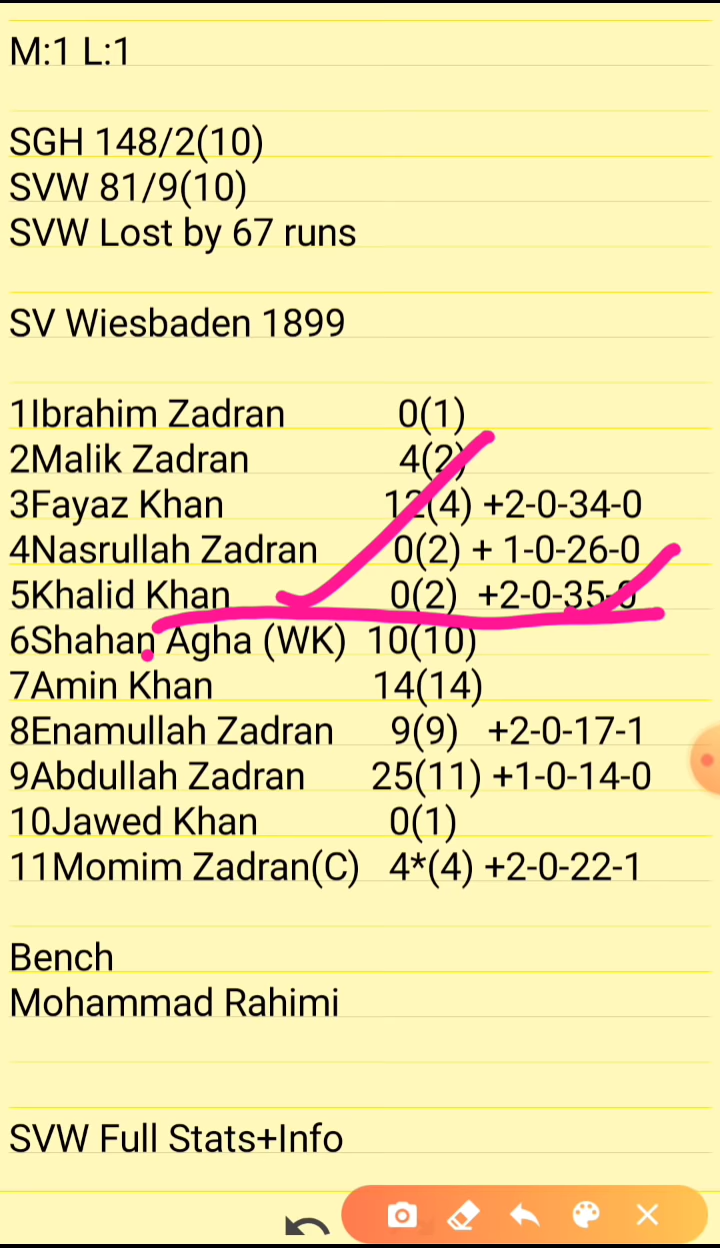 M:1 L:1
SGH 148/2(10)
SVW 81/9(10)
SVW Lost by 67 runs
SV Wiesbaden 1899
1Ibrahim Zadran 0(1)
2Malik Zadran 4(2)
3Fayaz Khan 12(4) +2-0-34-0
4Nasrullah Zadran 0(2) + 1-0-26-0
5Khalid Khan 0(2) +2-0-35-0
6Shahan Agha (WK) 10(10)
7Amin Khan 14(14)
8Enamullah Zadran 9(9) +2-0-17-1
9Abdullah Zadran 25(11) +1-0-14-0
10Jawed Khan 0(1)
11Momim Zadran(C) 4*(4) +2-0-22-1
Bench
Mohammad Rahimi
SVW Full Stats+Info